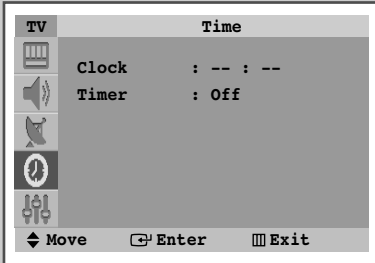 TV Time
Clock : -- : --
Timer : Off
Move Enter Exit